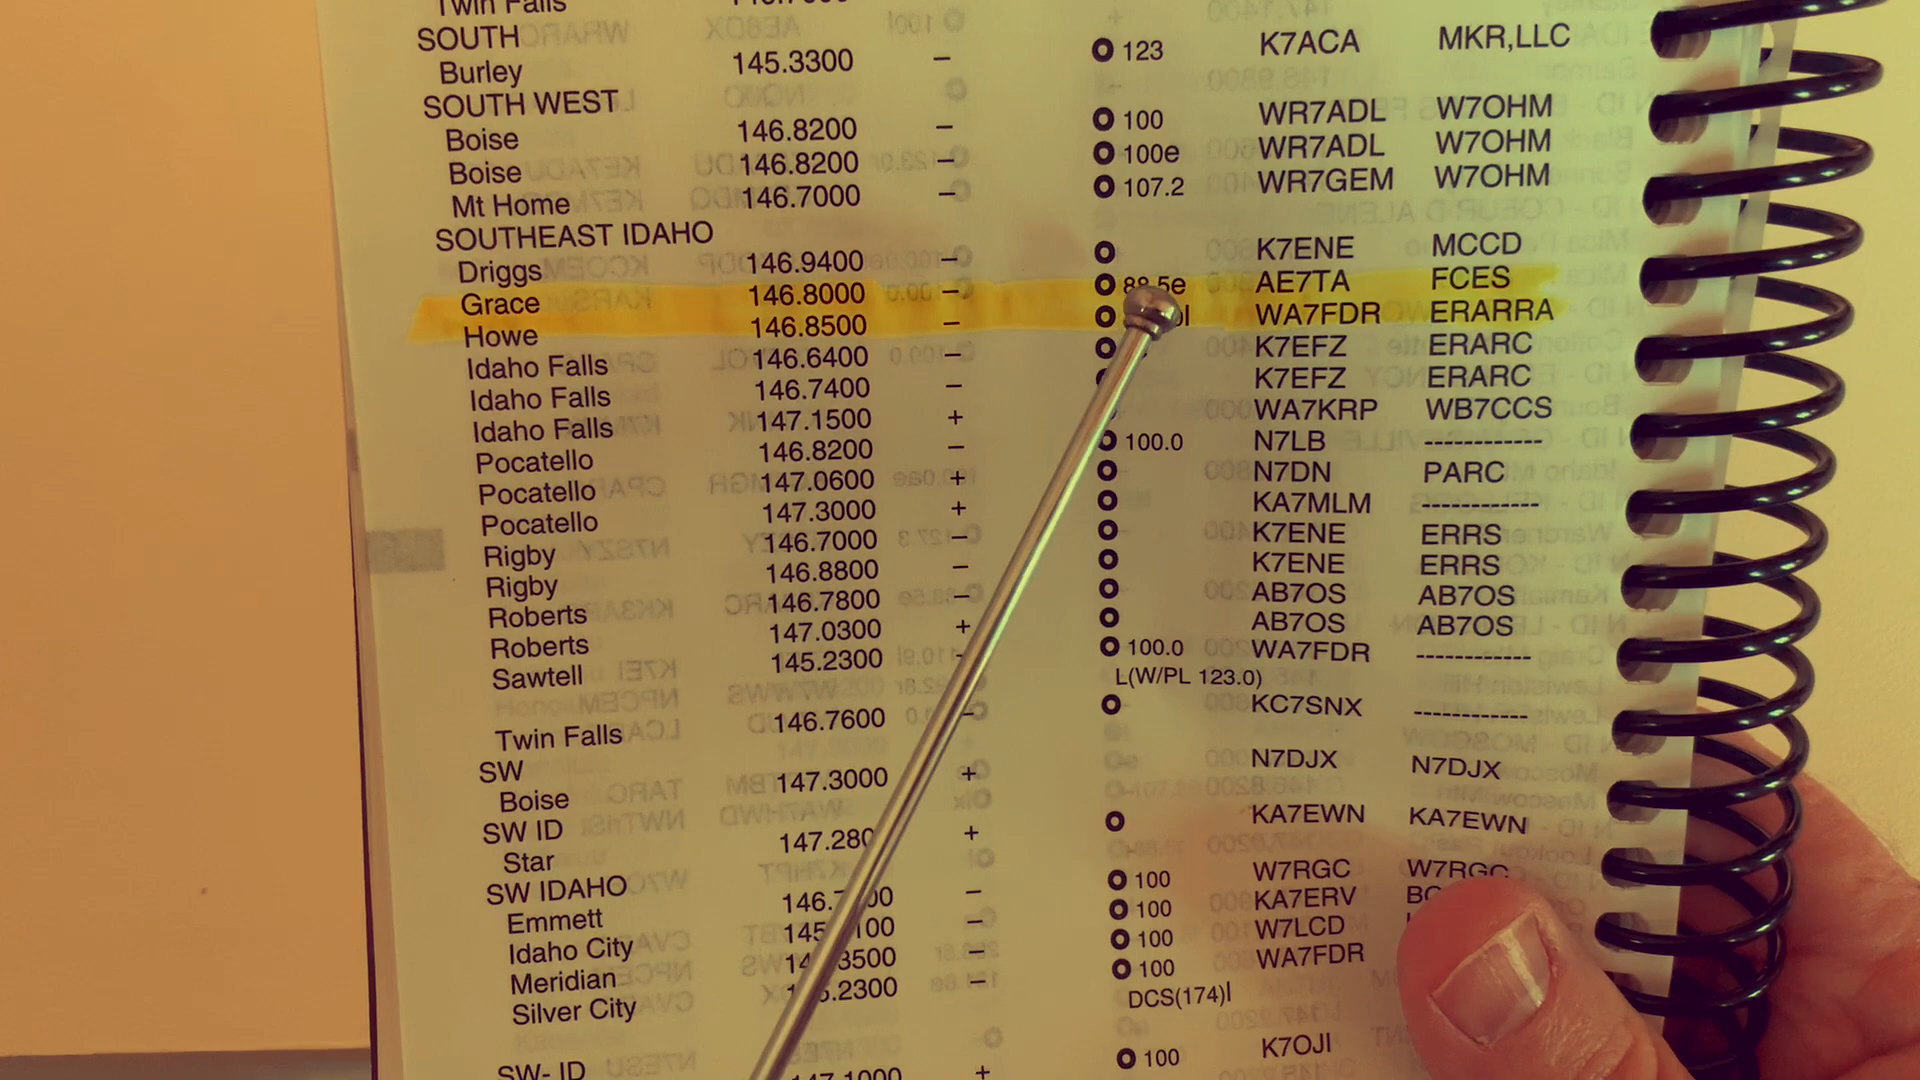 Twin Falls
SOUTH
Burley 145.3300 – O 123 K7ACA MKR,LLC
SOUTH WEST
Boise 146.8200 – O 100 WR7ADL W7OHM
Boise 146.8200 – O 100e WR7ADL W7OHM
Mt Home 146.7000 – O 107.2 WR7GEM W7OHM
SOUTHEAST IDAHO
Driggs 146.9400 – O K7ENE MCCD
Grace 146.8000 – O 88.5e AE7TA FCES
Howe 146.8500 – O WA7FDR ERARRA
Idaho Falls 146.6400 – O K7EFZ ERARC
Idaho Falls 146.7400 – O K7EFZ ERARC
Idaho Falls 147.1500 + WA7KRP WB7CCS
Pocatello 146.8200 – O 100.0 N7LB ------------
Pocatello 147.0600 + O N7DN PARC
Pocatello 147.3000 + O KA7MLM ------------
Rigby 146.7000 – O K7ENE ERRS
Rigby 146.8800 – O K7ENE ERRS
Roberts 146.7800 – O AB7OS AB7OS
Roberts 147.0300 + O AB7OS AB7OS
Sawtell 145.2300 - O 100.0 WA7FDR ------------
L(W/PL 123.0)
Twin Falls 146.7600 – O KC7SNX ------------
SW
Boise 147.3000 + N7DJX N7DJX
SW ID
Star + O KA7EWN KA7EWN
SW IDAHO
Emmett – O 100 W7RGC W7RGC
Idaho City – O 100 KA7ERV
Meridian – O 100 W7LCD
Silver City – O 100 WA7FDR
DCS(174)l
SW- ID
147.1000 + O 100 K7OJI